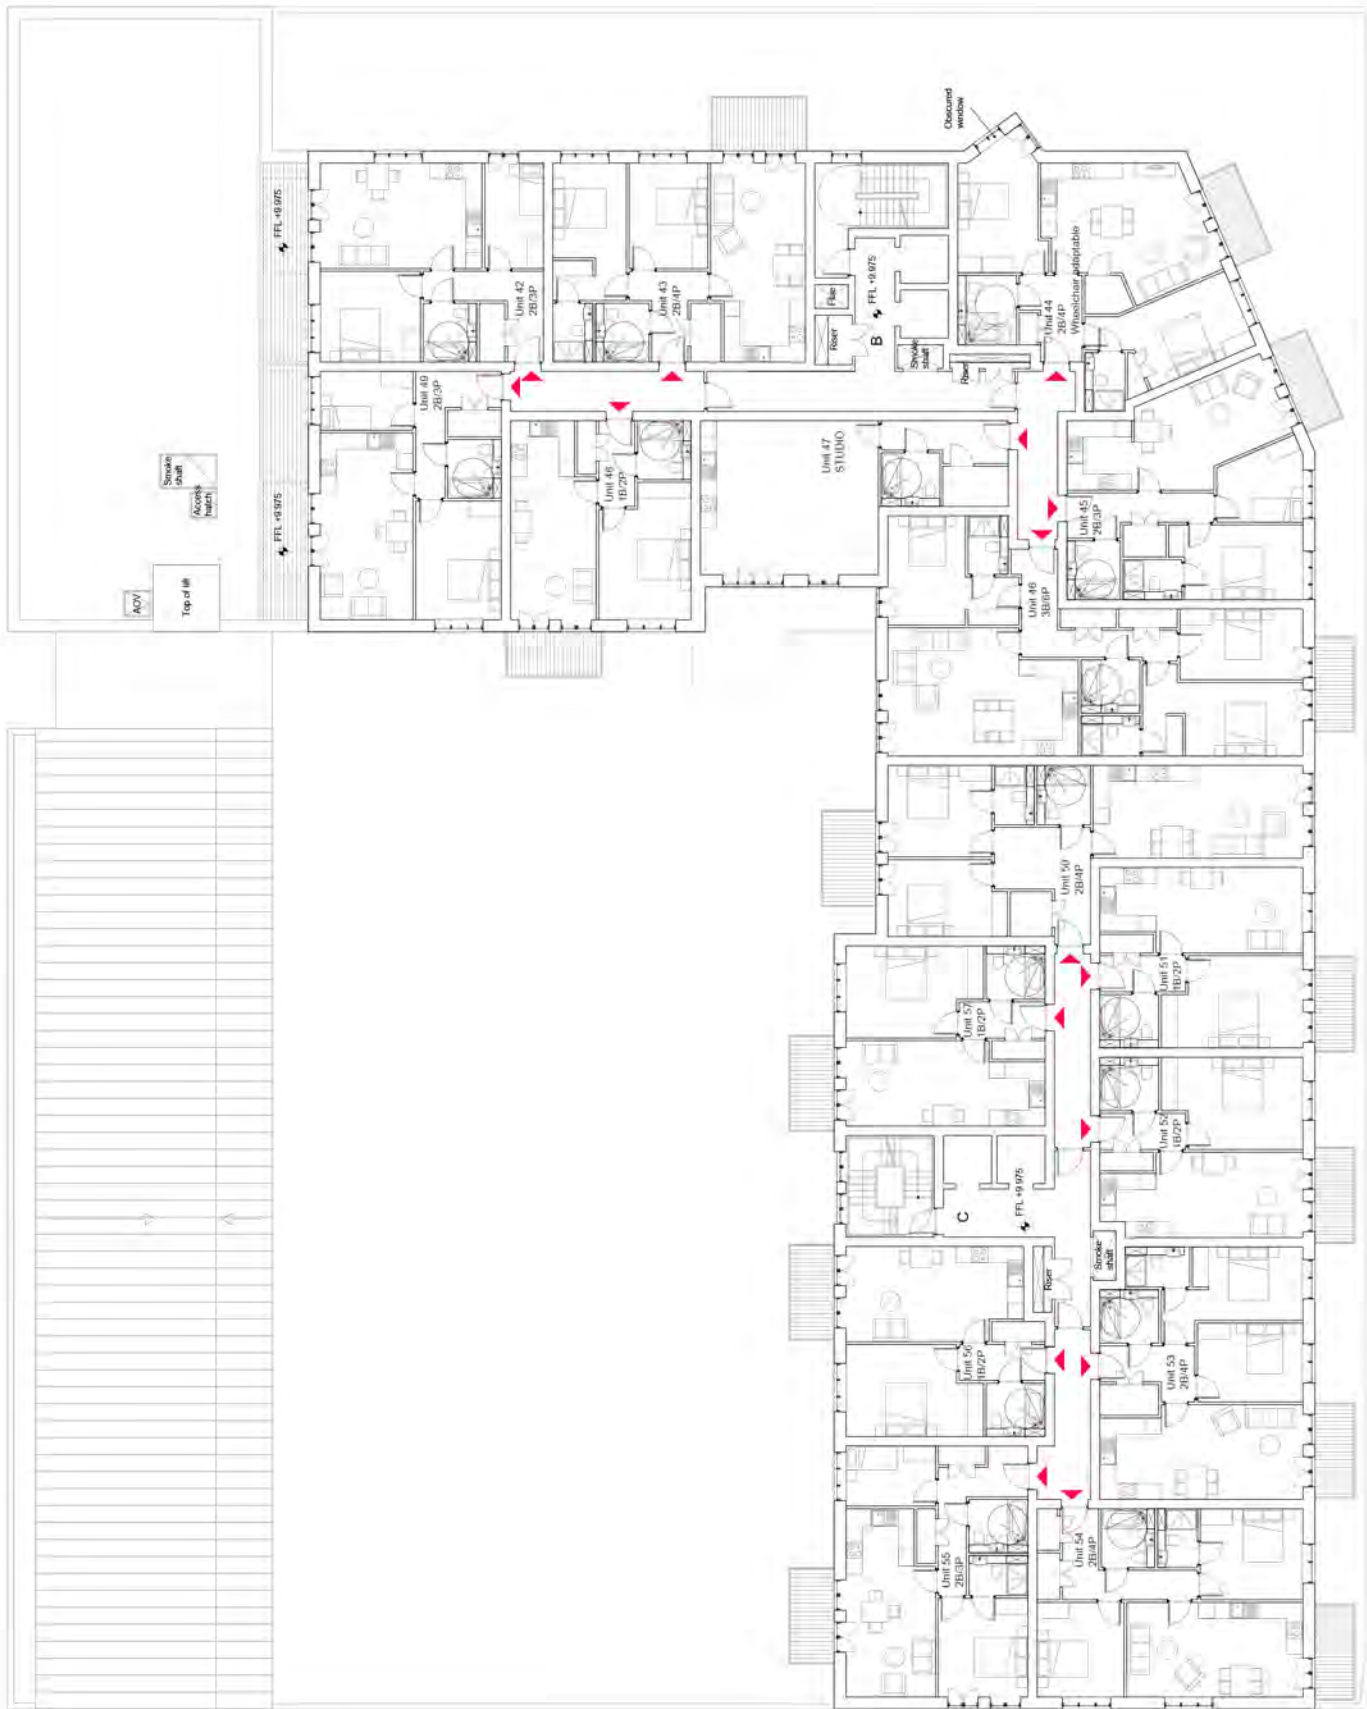 Obscured
window
FFL +9.975
Unit 42
2B/3P
Unit 43
2B/4P
Flue
Riser
FFL +9.975
B
Smoke
shaft
Riser
Unit 44
2B/4P
Wheelchair adaptable
Unit 49
2B/3P
Unit 48
1B/2P
Unit 47
STUDIO
Unit 45
2B/3P
Unit 46
3B/6P
Smoke
shaft
Access
hatch
FFL +9.975
AOV
Top of lift
Unit 50
2B/4P
Unit 51
1B/2P
Unit 57
1B/2P
Unit 52
1B/2P
C
FFL +9.975
Smoke
shaft
Riser
Unit 56
1B/2P
Unit 53
2B/4P
Unit 55
2B/3P
Unit 54
2B/4P